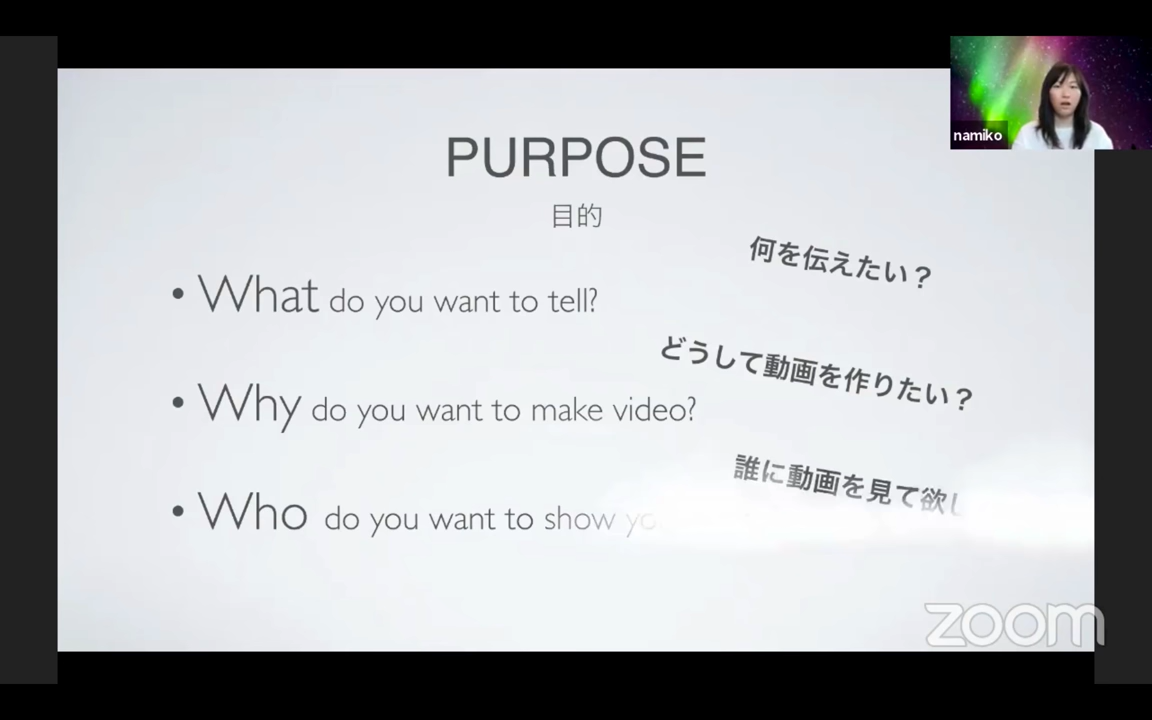 namiko
PURPOSE
目的
何を伝えたい？
• What do you want to tell?
どうして動画を作りたい？
• Why do you want to make video?
誰に動画を見て欲し
• Who do you want to show
zoom